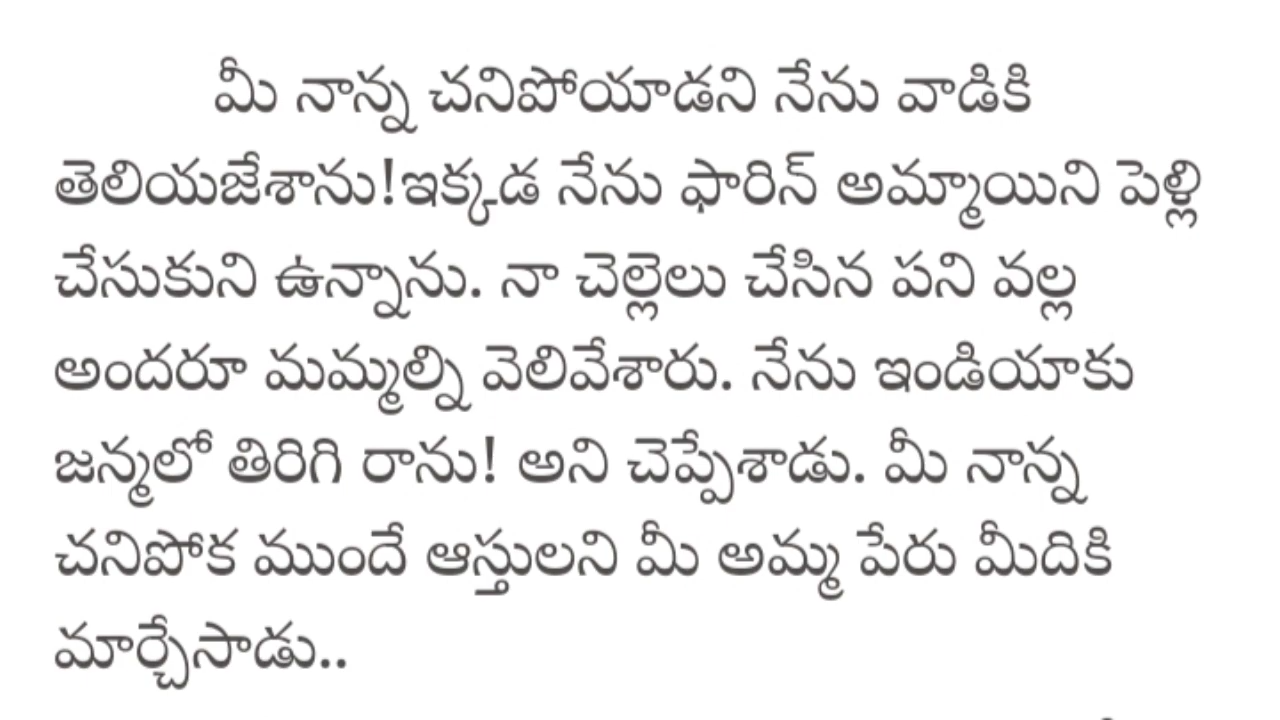 మీ నాన్న చనిపోయాడని నేను వాడికి
తెలియజేశాను!ఇక్కడ నేను ఫారిన్ అమ్మాయిని పెళ్లి
చేసుకుని ఉన్నాను. నా చెల్లెలు చేసిన పని వల్ల
అందరూ మమ్మల్ని వెలివేశారు. నేను ఇండియాకు
జన్మలో తిరిగి రాను! అని చెప్పేశాడు. మీ నాన్న
చనిపోక ముందే ఆస్తులని మీ అమ్మ పేరు మీదికి
మార్చేసాడు..